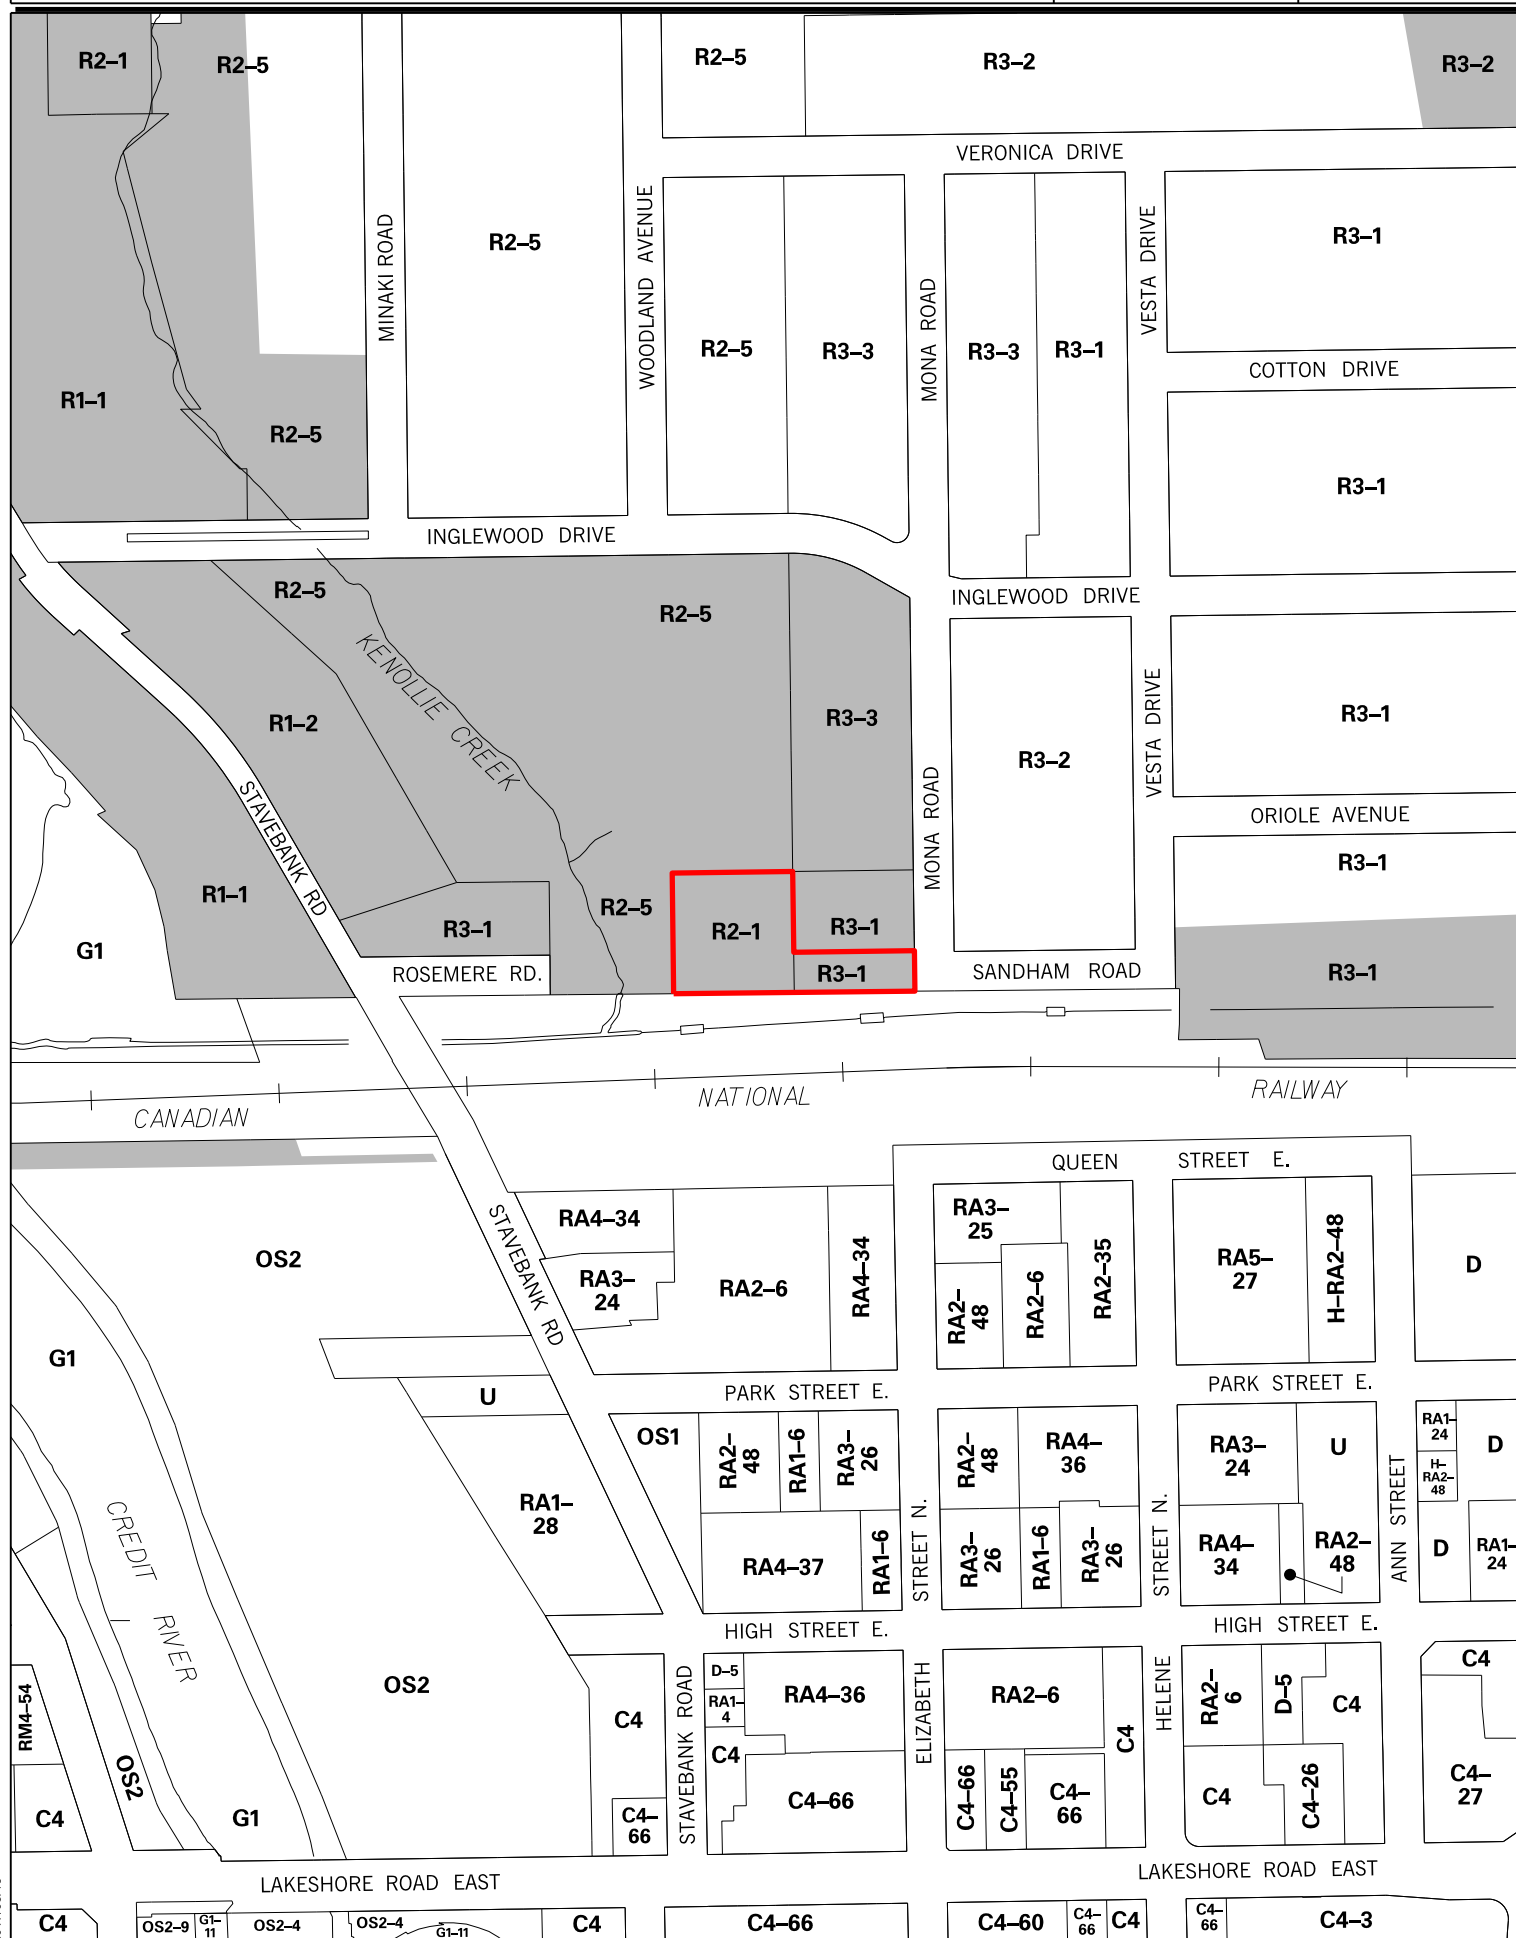 R2–1
R2–5
R2–5
R3–2
R3–2
VERONICA DRIVE
MINAKI ROAD
R2–5
WOODLAND AVENUE
R2–5
R3–3
MONA ROAD
R3–3
R3–1
VESTA DRIVE
R3–1
COTTON DRIVE
R1–1
R2–5
R3–1
INGLEWOOD DRIVE
INGLEWOOD DRIVE
R2–5
R2–5
KENOLLIE CREEK
R1–2
R3–3
MONA ROAD
R3–2
VESTA DRIVE
R3–1
ORIOLE AVENUE
R3–1
STAVEBANK RD
R1–1
G1
R3–1
R2–5
R2–1
R3–1
R3–1
ROSEMERE RD.
SANDHAM ROAD
R3–1
CANADIAN
NATIONAL
RAILWAY
QUEEN
STREET E.
STAVEBANK RD
OS2
RA4–34
RA3–
24
RA2–6
RA4–34
RA3–
25
RA2–
48
RA2–6
RA2–35
RA5–
27
H–RA2–48
D
G1
U
PARK STREET E.
PARK STREET E.
OS1
RA2–
48
RA1–6
RA3–
26
RA2–
48
RA4–
36
RA3–
24
U
RA1–
24
D
H–
RA2–
48
CREDIT RIVER
RA1–
28
RA4–37
RA1–6
STREET N.
RA3–
26
RA1–6
RA3–
26
STREET N.
RA4–
34
RA2–
48
ANN STREET
D
RA1–
24
HIGH STREET E.
HIGH STREET E.
RM4–54
OS2
OS2
C4
STAVEBANK ROAD
D–5
RA1–
4
RA4–36
ELIZABETH
RA2–6
C4
HELENE
RA2–
6
D–5
C4
C4
C4
G1
C4–
66
C4
C4–66
C4–66
C4–55
C4–
66
C4
C4–26
C4–
27
LAKESHORE ROAD EAST
LAKESHORE ROAD EAST
C4
OS2–9
G1–
11
OS2–4
OS2–4
G1–11
C4
C4–66
C4–60
C4–
66
C4
C4–
66
C4–3